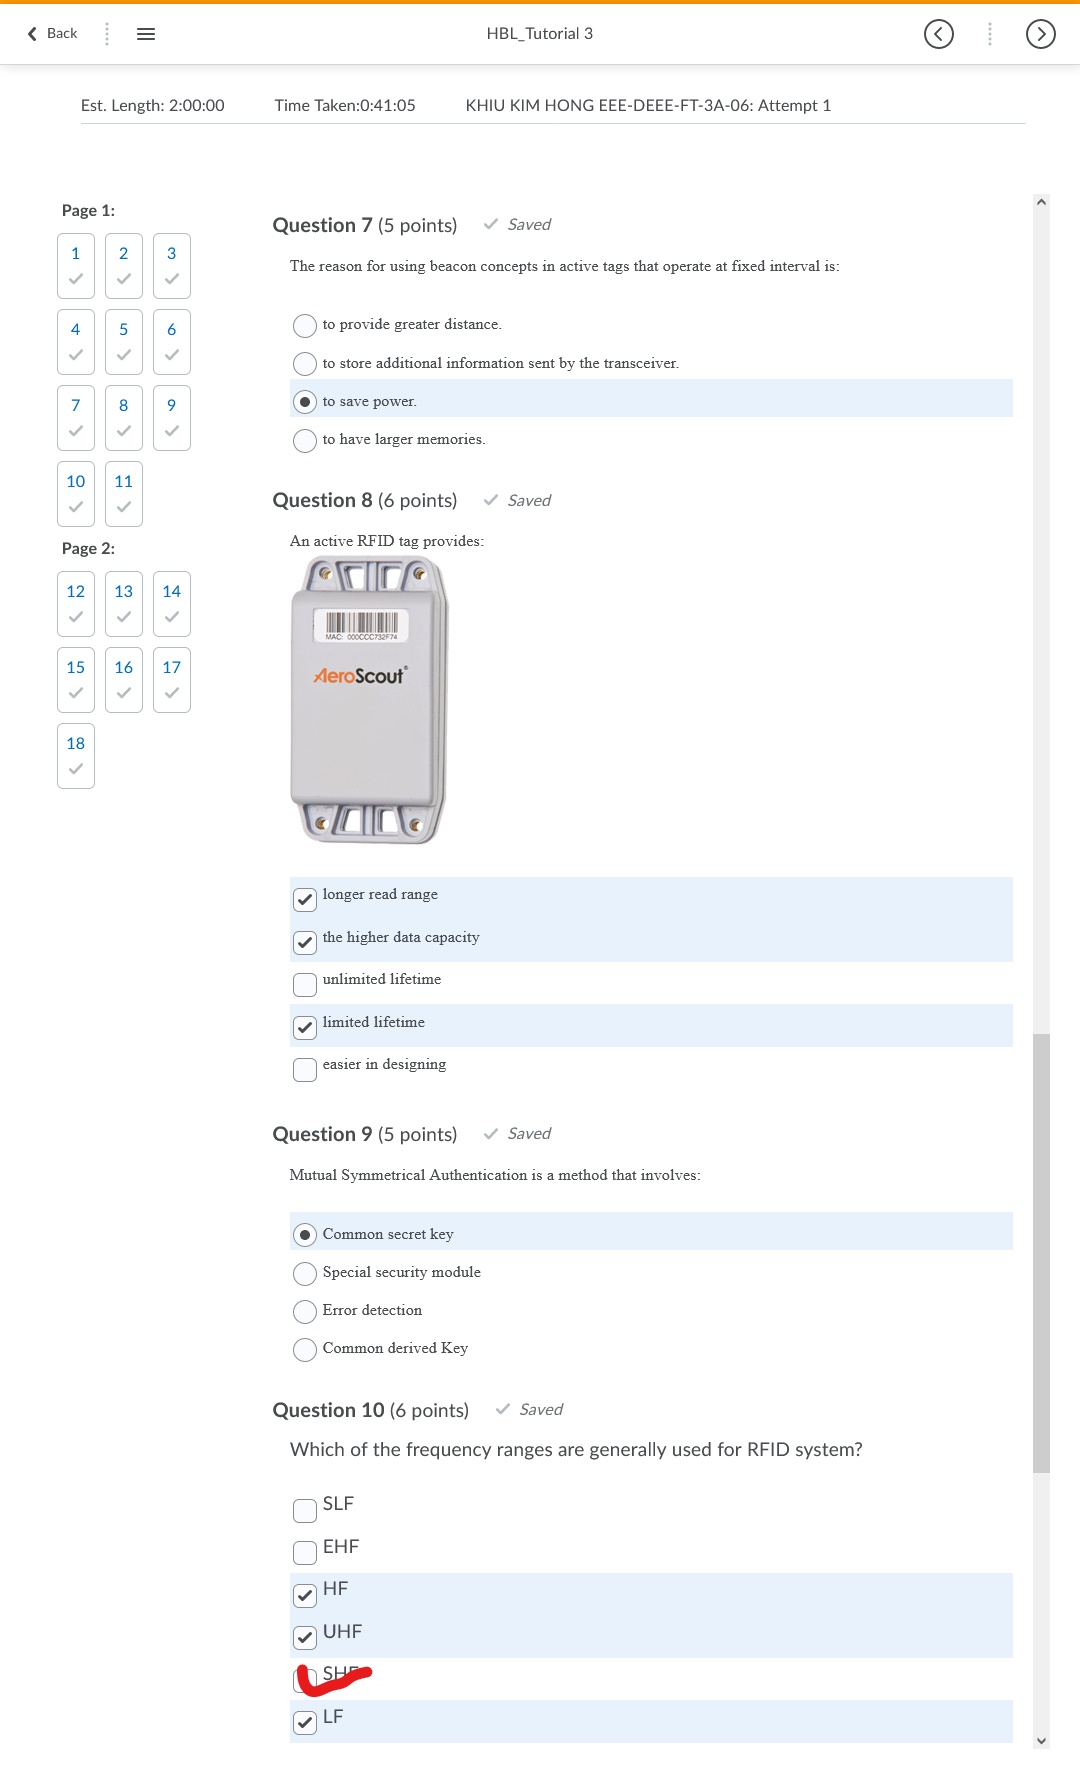 Back
HBL_Tutorial 3
Est. Length: 2:00:00 Time Taken:0:41:05 KHIU KIM HONG EEE-DEEE-FT-3A-06: Attempt 1
Page 1:
1 2 3
4 5 6
7 8 9
10 11
Page 2:
12 13 14
15 16 17
18
Question 7 (5 points) Saved
The reason for using beacon concepts in active tags that operate at fixed interval is:
to provide greater distance.
to store additional information sent by the transceiver.
to save power.
to have larger memories.
Question 8 (6 points) Saved
An active RFID tag provides:
MAC: 000CCC732F74
AeroScout
longer read range
the higher data capacity
unlimited lifetime
limited lifetime
easier in designing
Question 9 (5 points) Saved
Mutual Symmetrical Authentication is a method that involves:
Common secret key
Special security module
Error detection
Common derived Key
Question 10 (6 points) Saved
Which of the frequency ranges are generally used for RFID system?
SLF
EHF
HF
UHF
SHF
LF